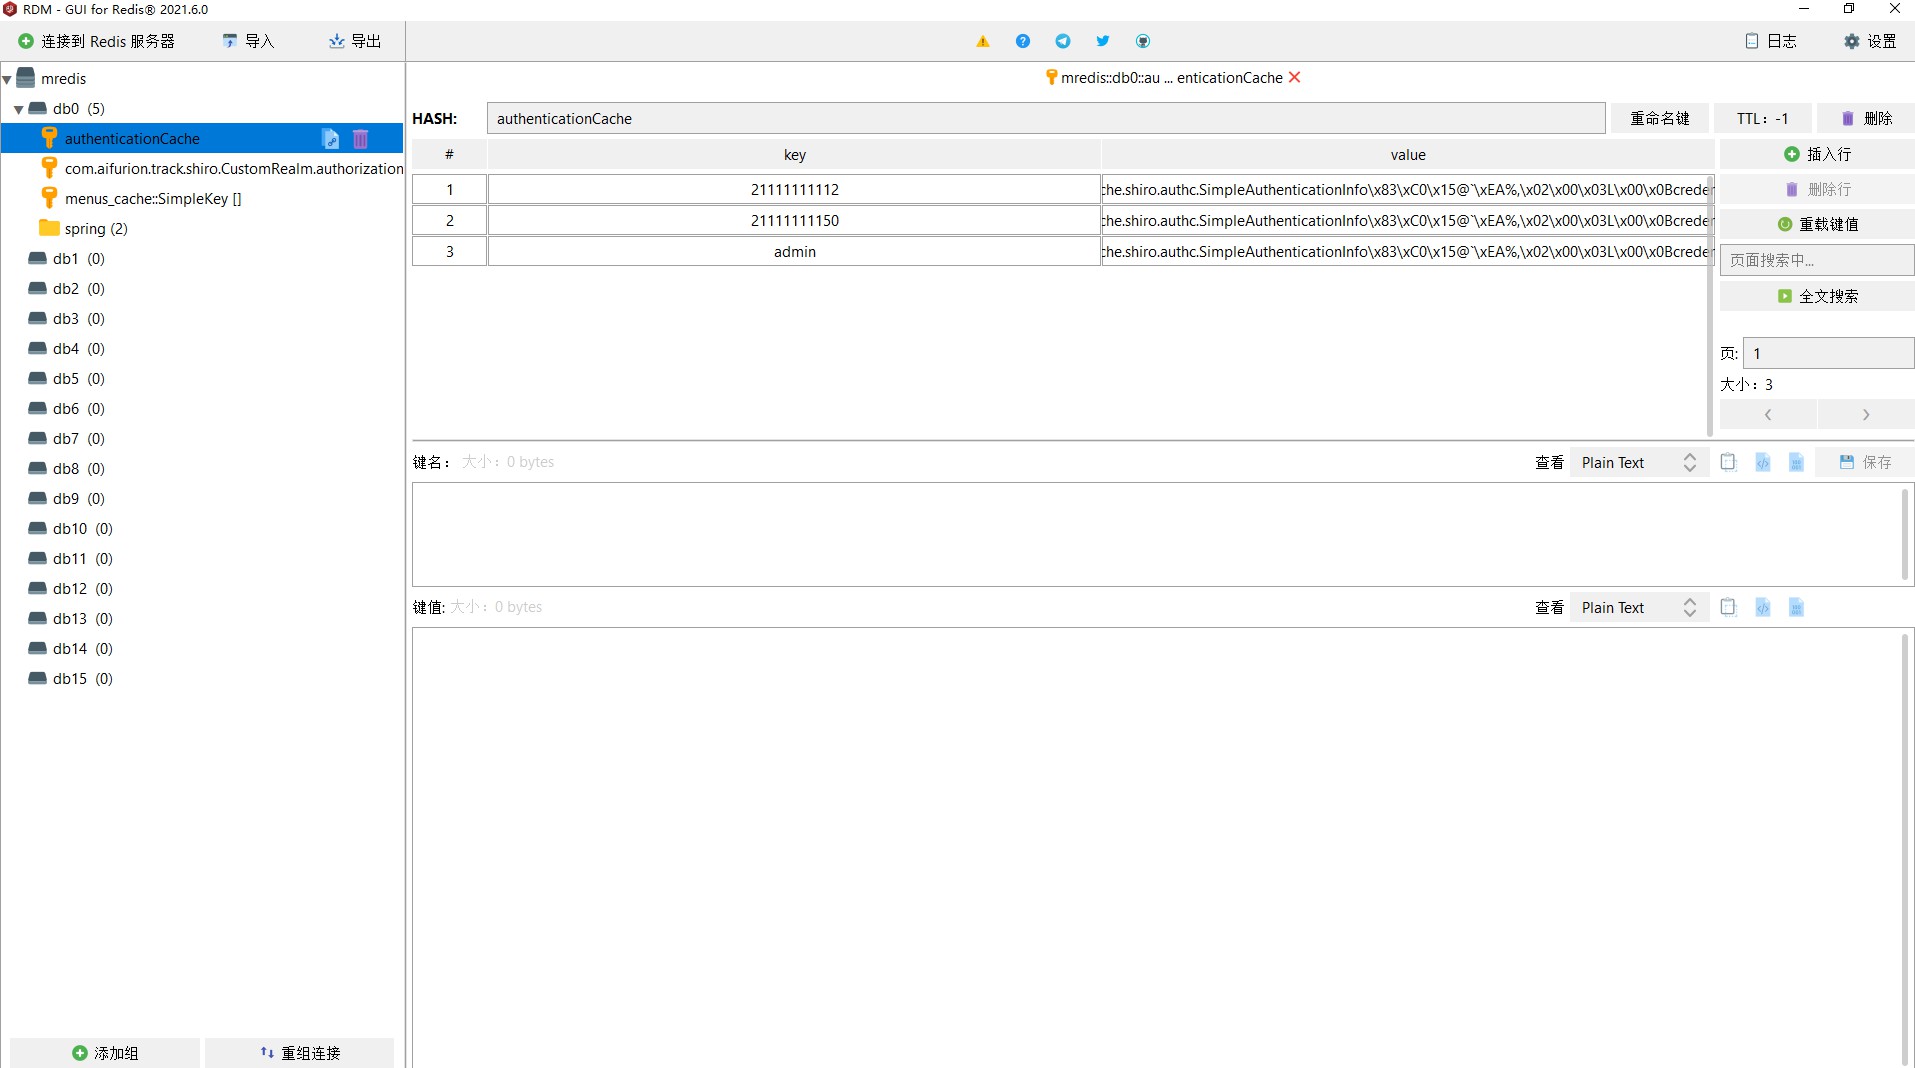 RDM - GUI for Redis® 2021.6.0
连接到 Redis 服务器 导入 导出 日志 设置
mredis
db0 (5)
authenticationCache
com.aifurion.track.shiro.CustomRealm.authorization
menus_cache::SimpleKey []
spring (2)
db1 (0)
db2 (0)
db3 (0)
db4 (0)
db5 (0)
db6 (0)
db7 (0)
db8 (0)
db9 (0)
db10 (0)
db11 (0)
db12 (0)
db13 (0)
db14 (0)
db15 (0)
添加组 重组连接
mredis::db0::au ... enticationCache
HASH: authenticationCache 重命名键 TTL: -1 删除
# key value
1 21111111112 che.shiro.authc.SimpleAuthenticationInfo\x83\xC0\x15@`\xEA%,\x02\x00\x03L\x00\x0Bcreder
2 21111111150 che.shiro.authc.SimpleAuthenticationInfo\x83\xC0\x15@`\xEA%,\x02\x00\x03L\x00\x0Bcreder
3 admin che.shiro.authc.SimpleAuthenticationInfo\x83\xC0\x15@`\xEA%,\x02\x00\x03L\x00\x0Bcreder
插入行
删除行
重载键值
页面搜索中...
全文搜索
页: 1
大小: 3
键名: 大小: 0 bytes 查看 Plain Text 保存
键值: 大小: 0 bytes 查看 Plain Text